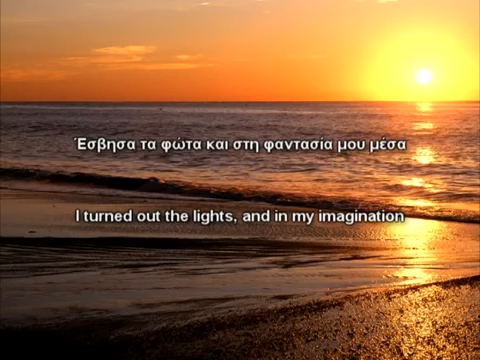 Έσβησα τα φώτα και στη φαντασία μου μέσα
I turned out the lights, and in my imagination